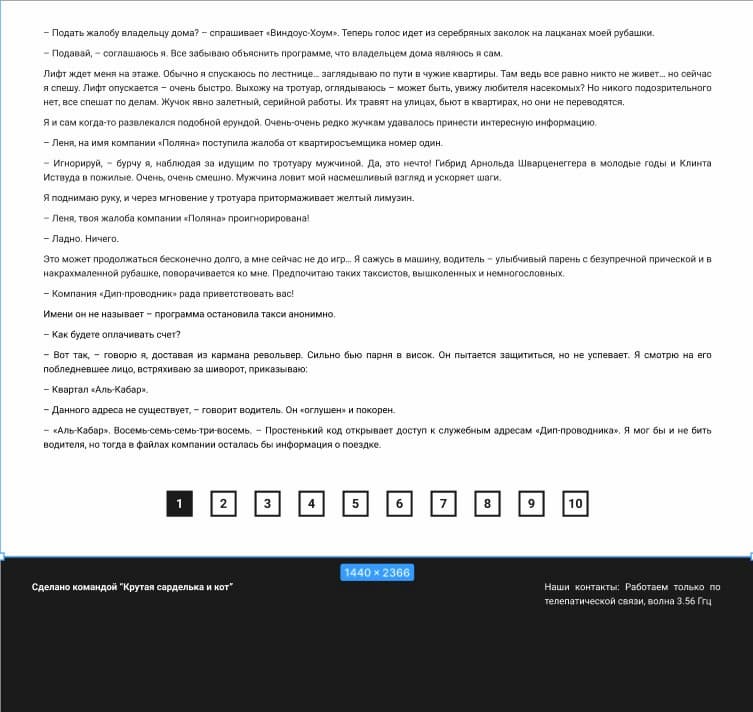 – Подать жалобу владельцу дома? – спрашивает «Виндоус-Хоум». Теперь голос идет из серебряных заколок на лацканах моей рубашки.
– Подавай, – соглашаюсь я. Все забываю объяснить программе, что владельцем дома являюсь я сам.
Лифт ждет меня на этаже. Обычно я спускаюсь по лестнице… заглядываю по пути в чужие квартиры. Там ведь все равно никто не живет… но сейчас
я спешу. Лифт опускается – очень быстро. Выхожу на тротуар, оглядываюсь – может быть, увижу любителя насекомых? Но никого подозрительного
нет, все спешат по делам. Жучок явно залетный, серийной работы. Их травят на улицах, бьют в квартирах, но они не переводятся.
Я и сам когда-то развлекался подобной ерундой. Очень-очень редко жучкам удавалось принести интересную информацию.
– Леня, на имя компании «Поляна» поступила жалоба от квартиросъемщика номер один.
– Игнорируй, – бурчу я, наблюдая за идущим по тротуару мужчиной. Да, это нечто! Гибрид Арнольда Шварценеггера в молодые годы и Клинта
Иствуда в пожилые. Очень, очень смешно. Мужчина ловит мой насмешливый взгляд и ускоряет шаги.
Я поднимаю руку, и через мгновение у тротуара притормаживает желтый лимузин.
– Леня, твоя жалоба компании «Поляна» проигнорирована!
– Ладно. Ничего.
Это может продолжаться бесконечно долго, а мне сейчас не до игр… Я сажусь в машину, водитель – улыбчивый парень с безупречной прической и в
накрахмаленной рубашке, поворачивается ко мне. Предпочитаю таких таксистов, вышколенных и немногословных.
– Компания «Дип-проводник» рада приветствовать вас!
Имени он не называет – программа остановила такси анонимно.
– Как будете оплачивать счет?
– Вот так, – говорю я, доставая из кармана револьвер. Сильно бью парня в висок. Он пытается защититься, но не успевает. Я смотрю на его
побледневшее лицо, встряхиваю за шиворот, приказываю:
– Квартал «Аль-Кабар».
– Данного адреса не существует, – говорит водитель. Он «оглушен» и покорен.
– «Аль-Кабар». Восемь-семь-семь-три-восемь. – Простенький код открывает доступ к служебным адресам «Дип-проводника». Я мог бы и не бить
водителя, но тогда в файлах компании осталась бы информация о поездке.
1 2 3 4 5 6 7 8 9 10
1440 × 2366
Сделано командой “Крутая сарделька и кот”
Наши контакты: Работаем только по
телепатической связи, волна 3.56 Ггц